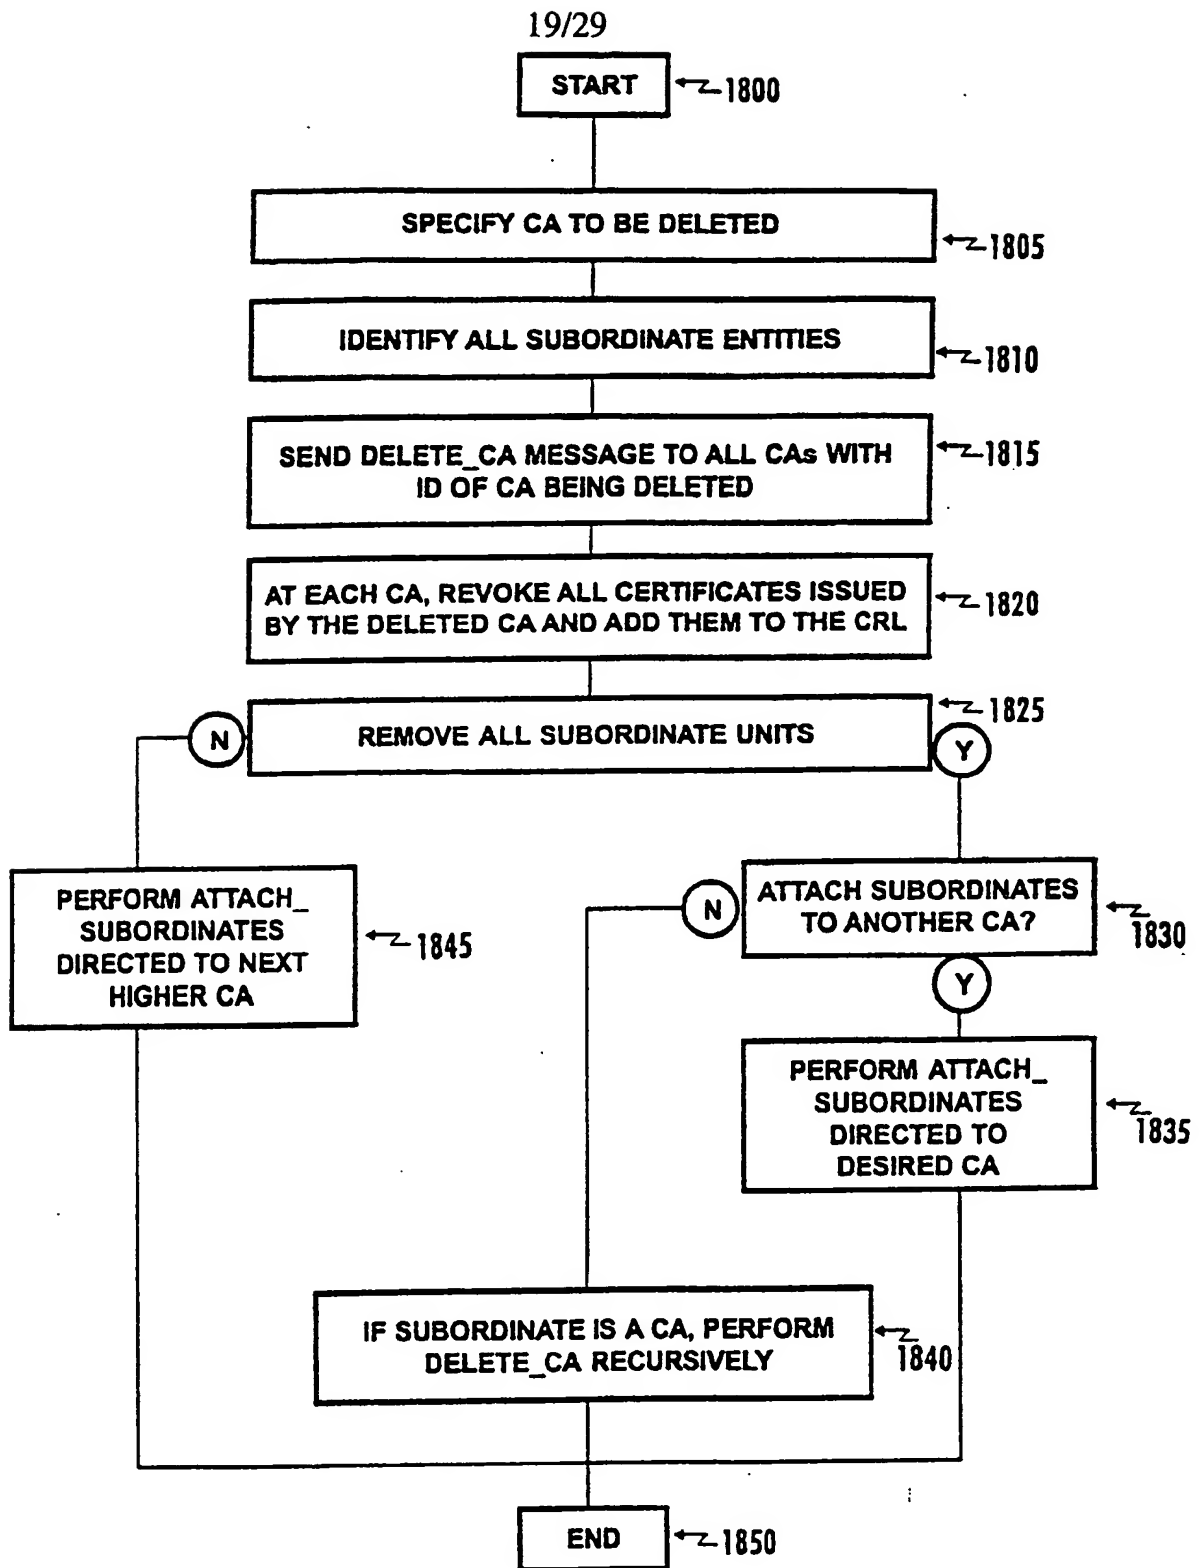 19/29
START
1800
SPECIFY CA TO BE DELETED
1805
IDENTIFY ALL SUBORDINATE ENTITIES
1810
SEND DELETE_CA MESSAGE TO ALL CAs WITH
ID OF CA BEING DELETED
1815
AT EACH CA, REVOKE ALL CERTIFICATES ISSUED
BY THE DELETED CA AND ADD THEM TO THE CRL
1820
REMOVE ALL SUBORDINATE UNITS
1825
N
Y
PERFORM ATTACH_
SUBORDINATES
DIRECTED TO NEXT
HIGHER CA
1845
N
ATTACH SUBORDINATES
TO ANOTHER CA?
1830
Y
PERFORM ATTACH_
SUBORDINATES
DIRECTED TO
DESIRED CA
1835
IF SUBORDINATE IS A CA, PERFORM
DELETE_CA RECURSIVELY
1840
END
1850